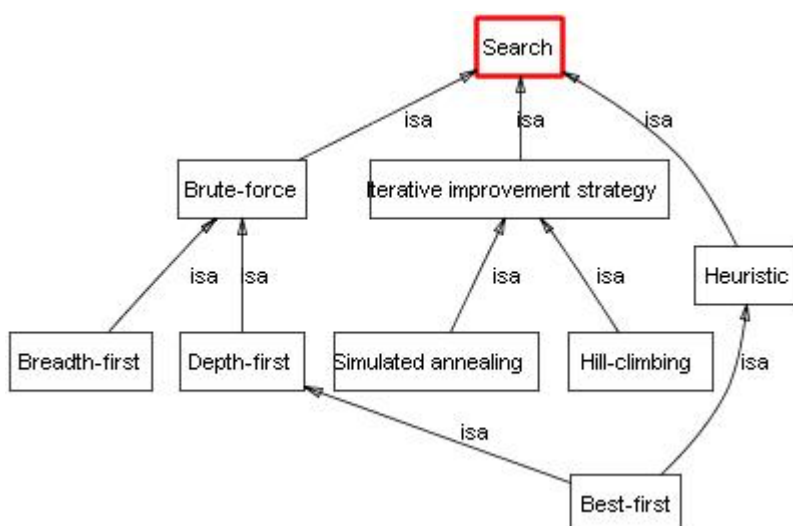 Search
isa
isa
isa
Brute-force
Iterative improvement strategy
Heuristic
isa
isa
isa
isa
Breadth-first
Depth-first
Simulated annealing
Hill-climbing
isa
isa
Best-first